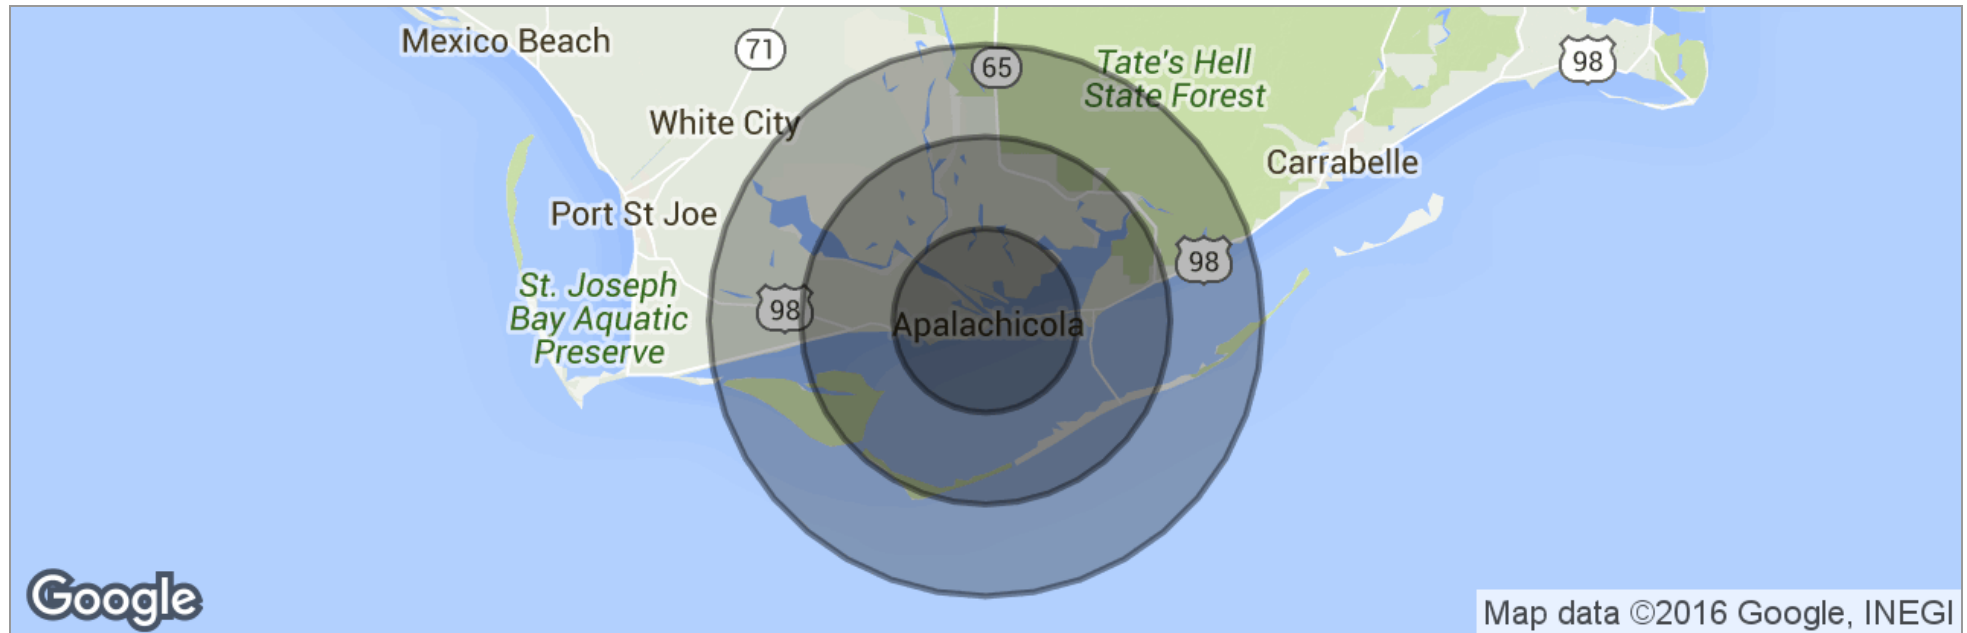 Mexico Beach
71
65
Tate's Hell
State Forest
98
White City
Carrabelle
Port St Joe
98
St. Joseph
Bay Aquatic
Preserve
98
Apalachicola
Google
Map data ©2016 Google, INEGI